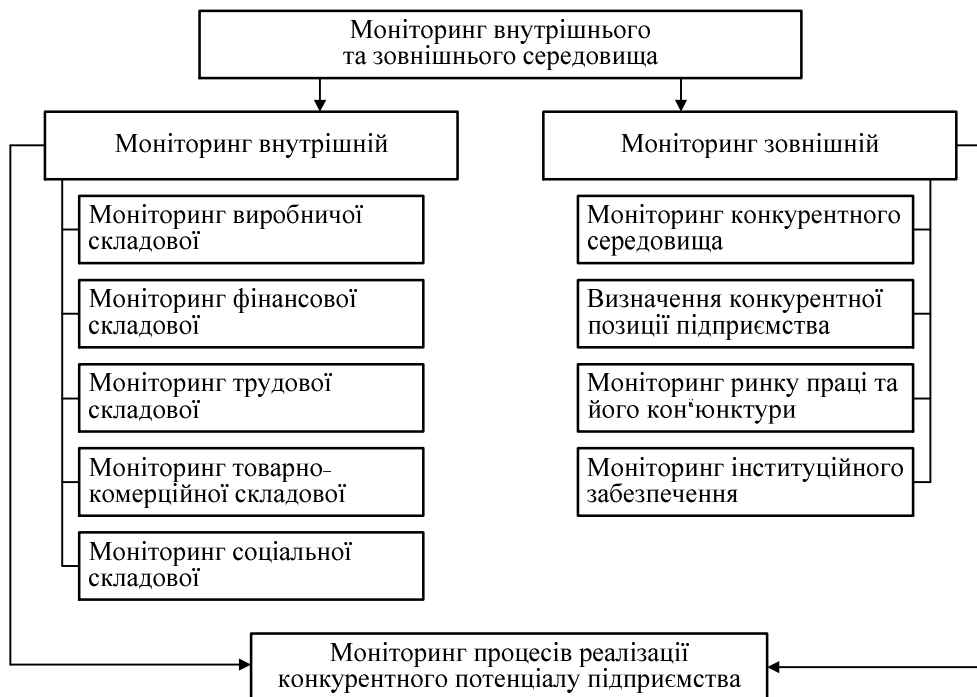 Моніторинг внутрішнього
та зовнішнього середовища
Моніторинг внутрішній
Моніторинг зовнішній
Моніторинг виробничої
складової
Моніторинг фінансової
складової
Моніторинг трудової
складової
Моніторинг товарно-
комерційної складової
Моніторинг соціальної
складової
Моніторинг конкурентного
середовища
Визначення конкурентної
позиції підприємства
Моніторинг ринку праці та
його кон‘юнктури
Моніторинг інституційного
забезпечення
Моніторинг процесів реалізації
конкурентного потенціалу підприємства